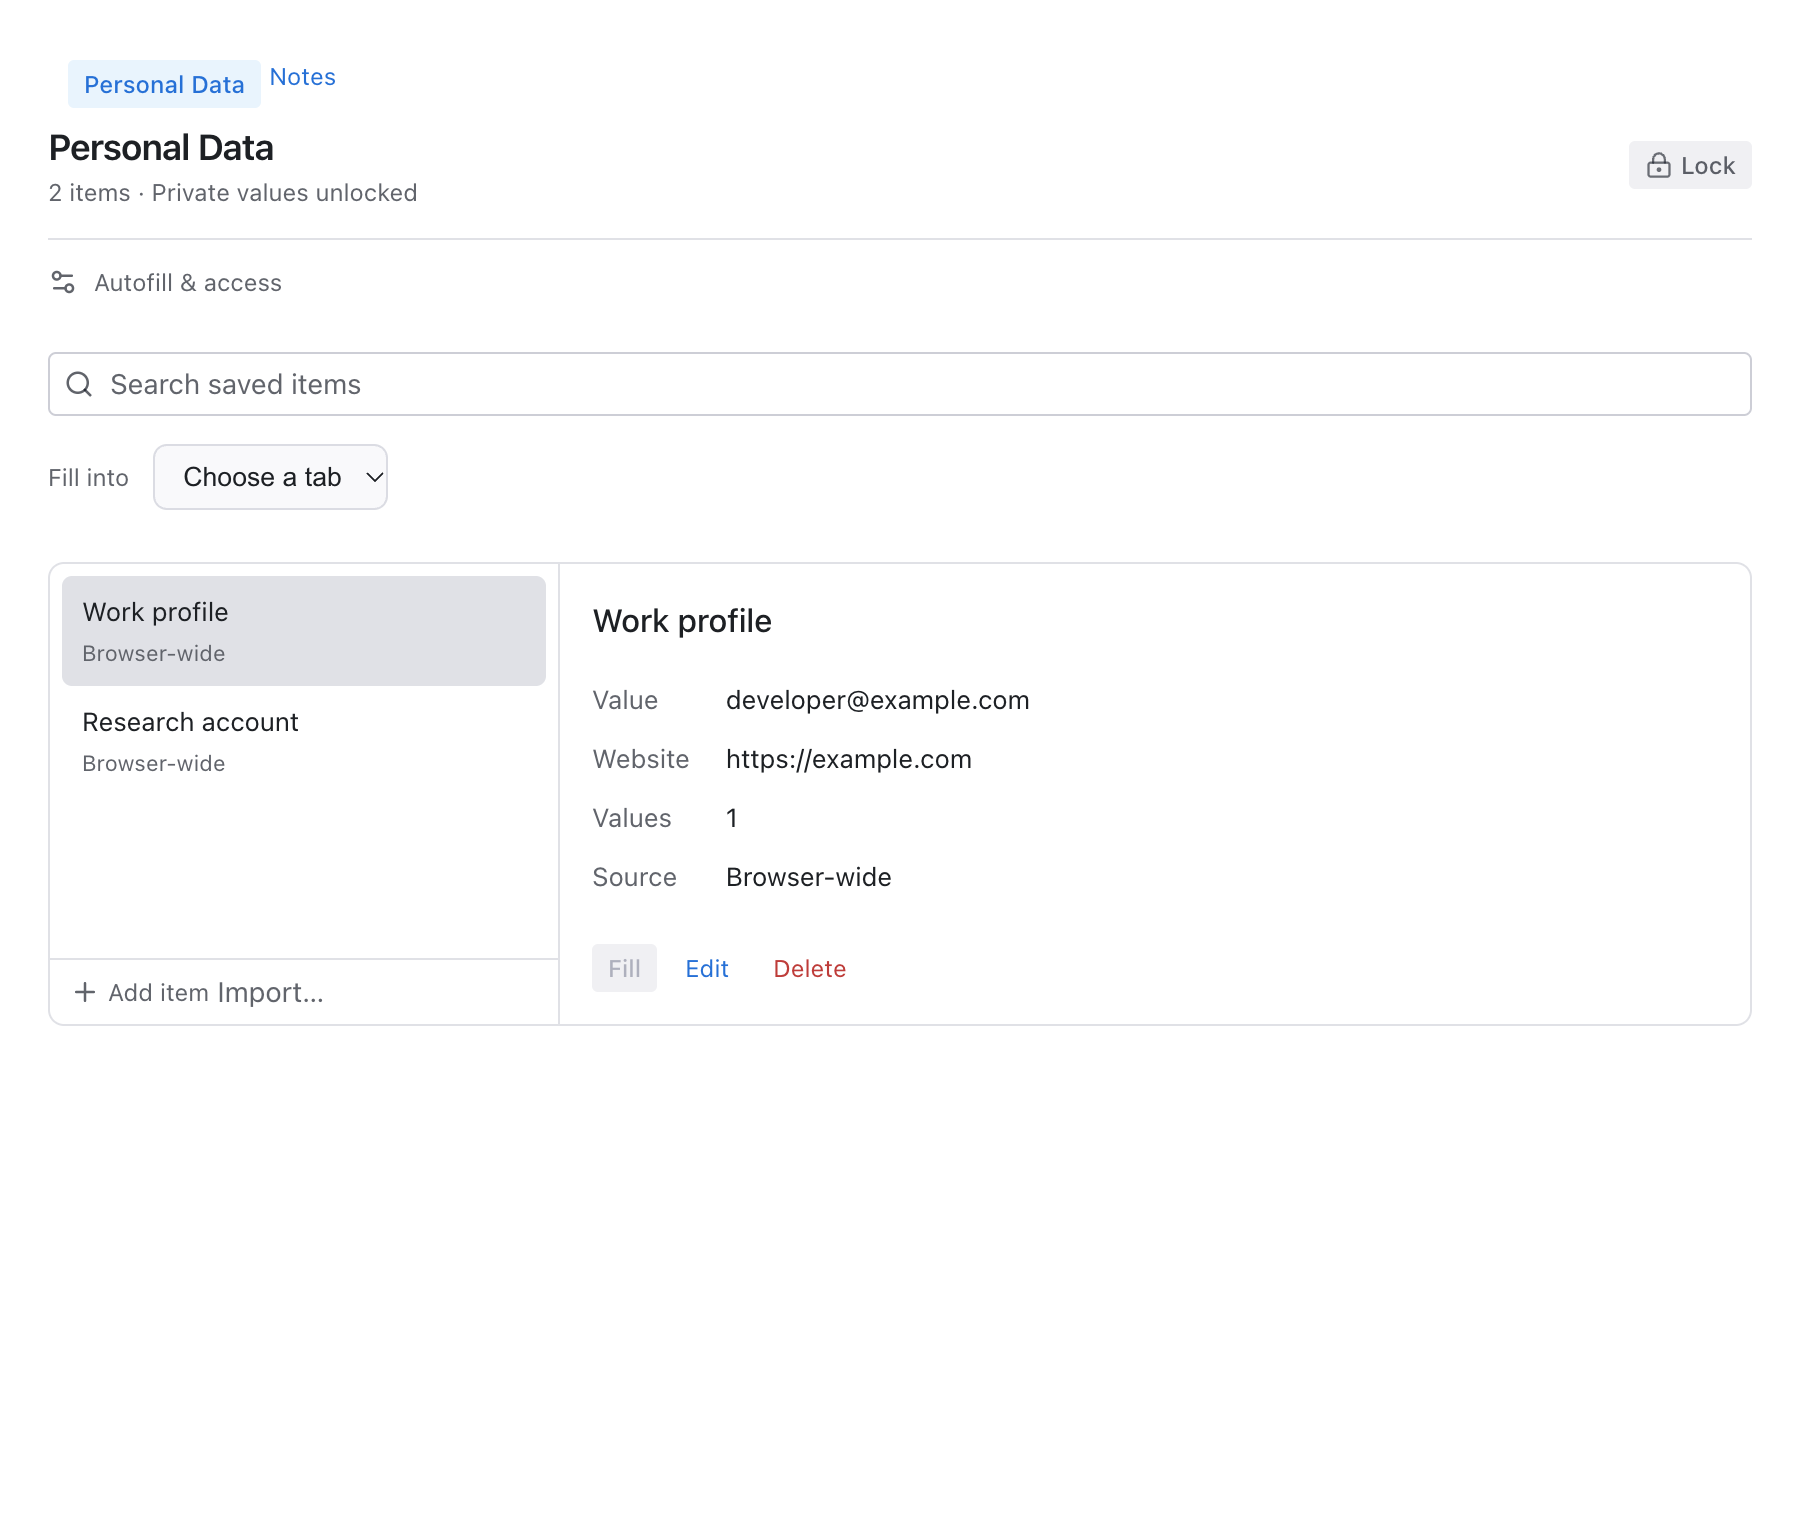 Personal Data Notes
Personal Data
2 items · Private values unlocked
Lock
Autofill & access
Search saved items
Fill into Choose a tab
Work profile
Browser-wide
Research account
Browser-wide
Add item Import...
Work profile
Value developer@example.com
Website https://example.com
Values 1
Source Browser-wide
Fill Edit Delete